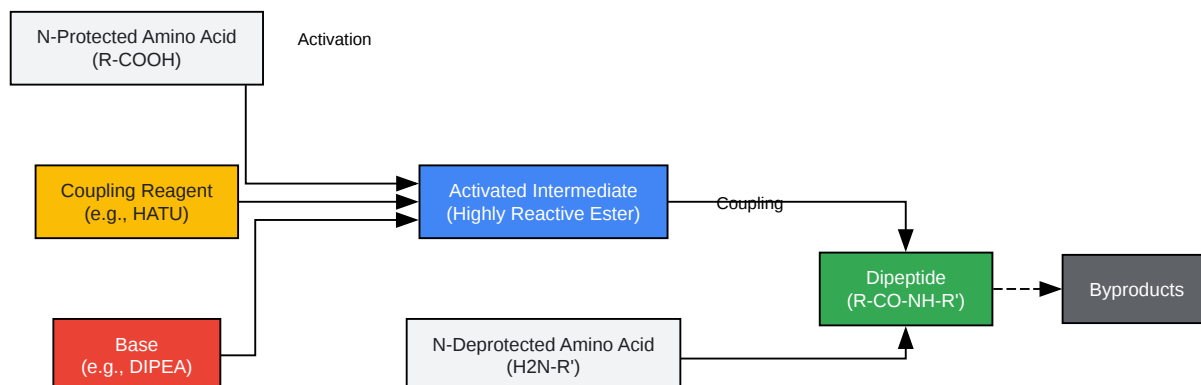 N-Protected Amino Acid
(R-COOH)
Activation
Coupling Reagent
(e.g., HATU)
Activated Intermediate
(Highly Reactive Ester)
Coupling
Dipeptide
(R-CO-NH-R')
Byproducts
Base
(e.g., DIPEA)
N-Deprotected Amino Acid
(H2N-R')